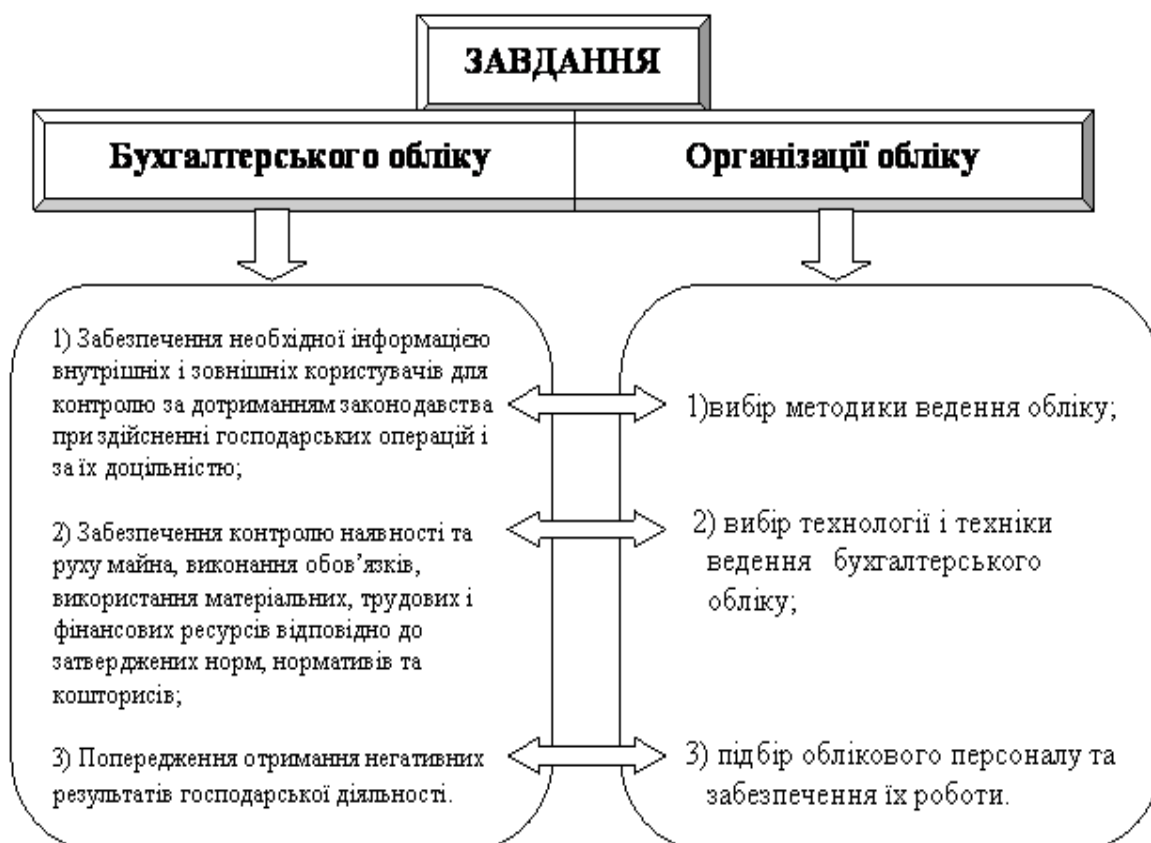 ЗАВДАННЯ
Бухгалтерського обліку
Організації обліку
1) Забезпечення необхідної інформацією
внутрішніх і зовнішніх користувачів для
контролю за дотриманням законодавства
при здійсненні господарських операцій і
за їх доцільністю;
2) Забезпечення контролю наявності та
руху майна, виконання обов’язків,
використання матеріальних, трудових і
фінансових ресурсів відповідно до
затверджених норм, нормативів та
кошторисів;
3) Попередження отримання негативних
результатів господарської діяльності.
1)вибір методики ведення обліку;
2) вибір технології і техніки
ведення бухгалтерського
обліку;
3) підбір облікового персоналу та
забезпечення їх роботи.